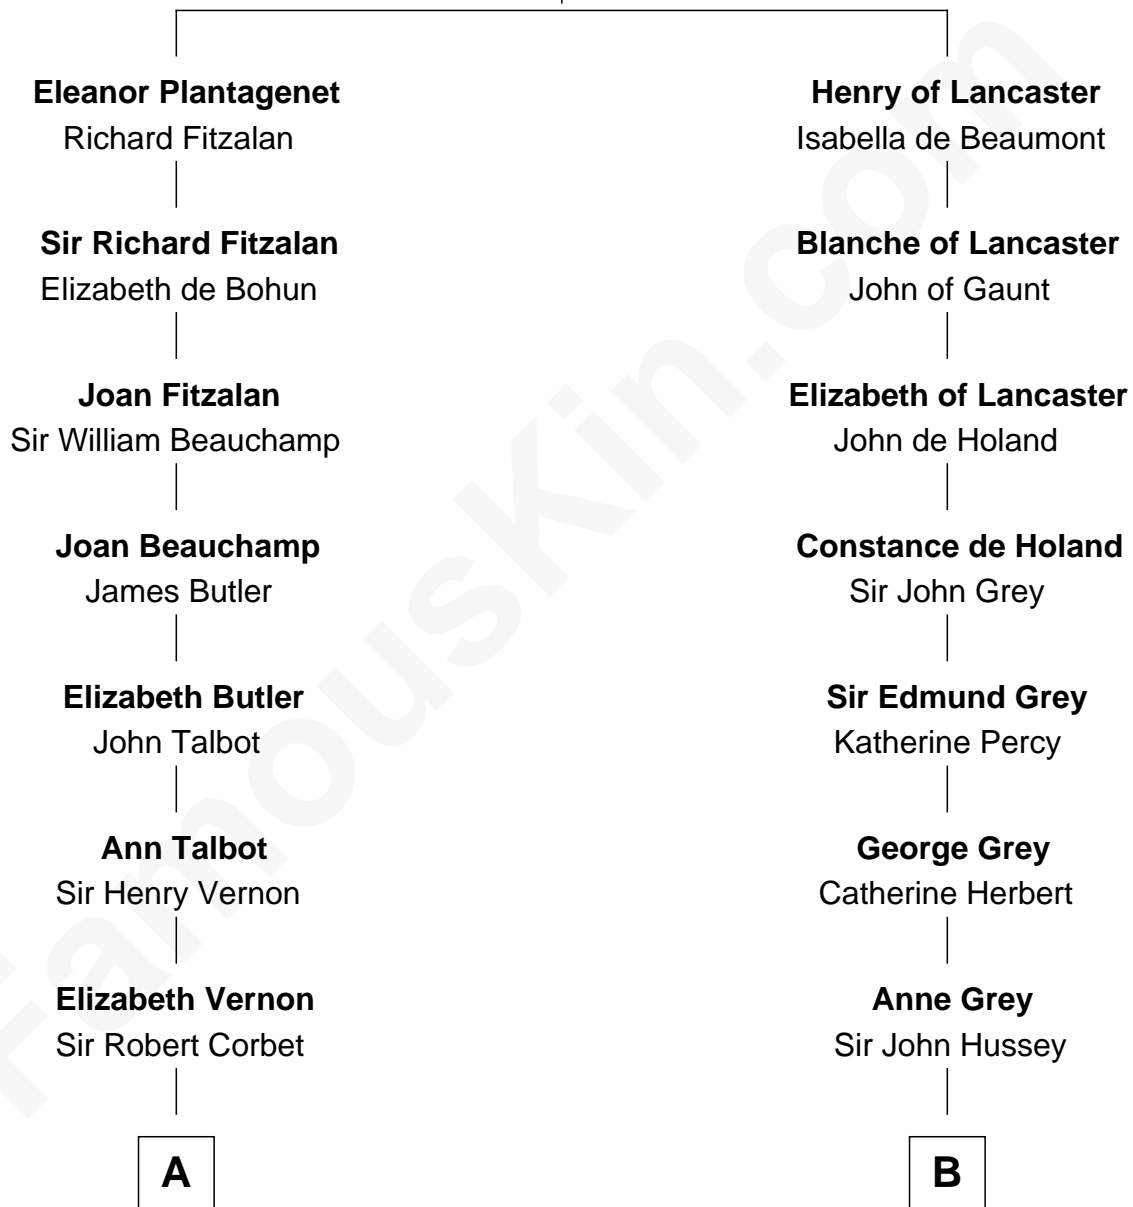 Eleanor Plantagenet
Richard Fitzalan
Sir Richard Fitzalan
Elizabeth de Bohun
Joan Fitzalan
Sir William Beauchamp
Joan Beauchamp
James Butler
Elizabeth Butler
John Talbot
Ann Talbot
Sir Henry Vernon
Elizabeth Vernon
Sir Robert Corbet
A
Henry of Lancaster
Isabella de Beaumont
Blanche of Lancaster
John of Gaunt
Elizabeth of Lancaster
John de Holand
Constance de Holand
Sir John Grey
Sir Edmund Grey
Katherine Percy
George Grey
Catherine Herbert
Anne Grey
Sir John Hussey
B
FamousKin.com